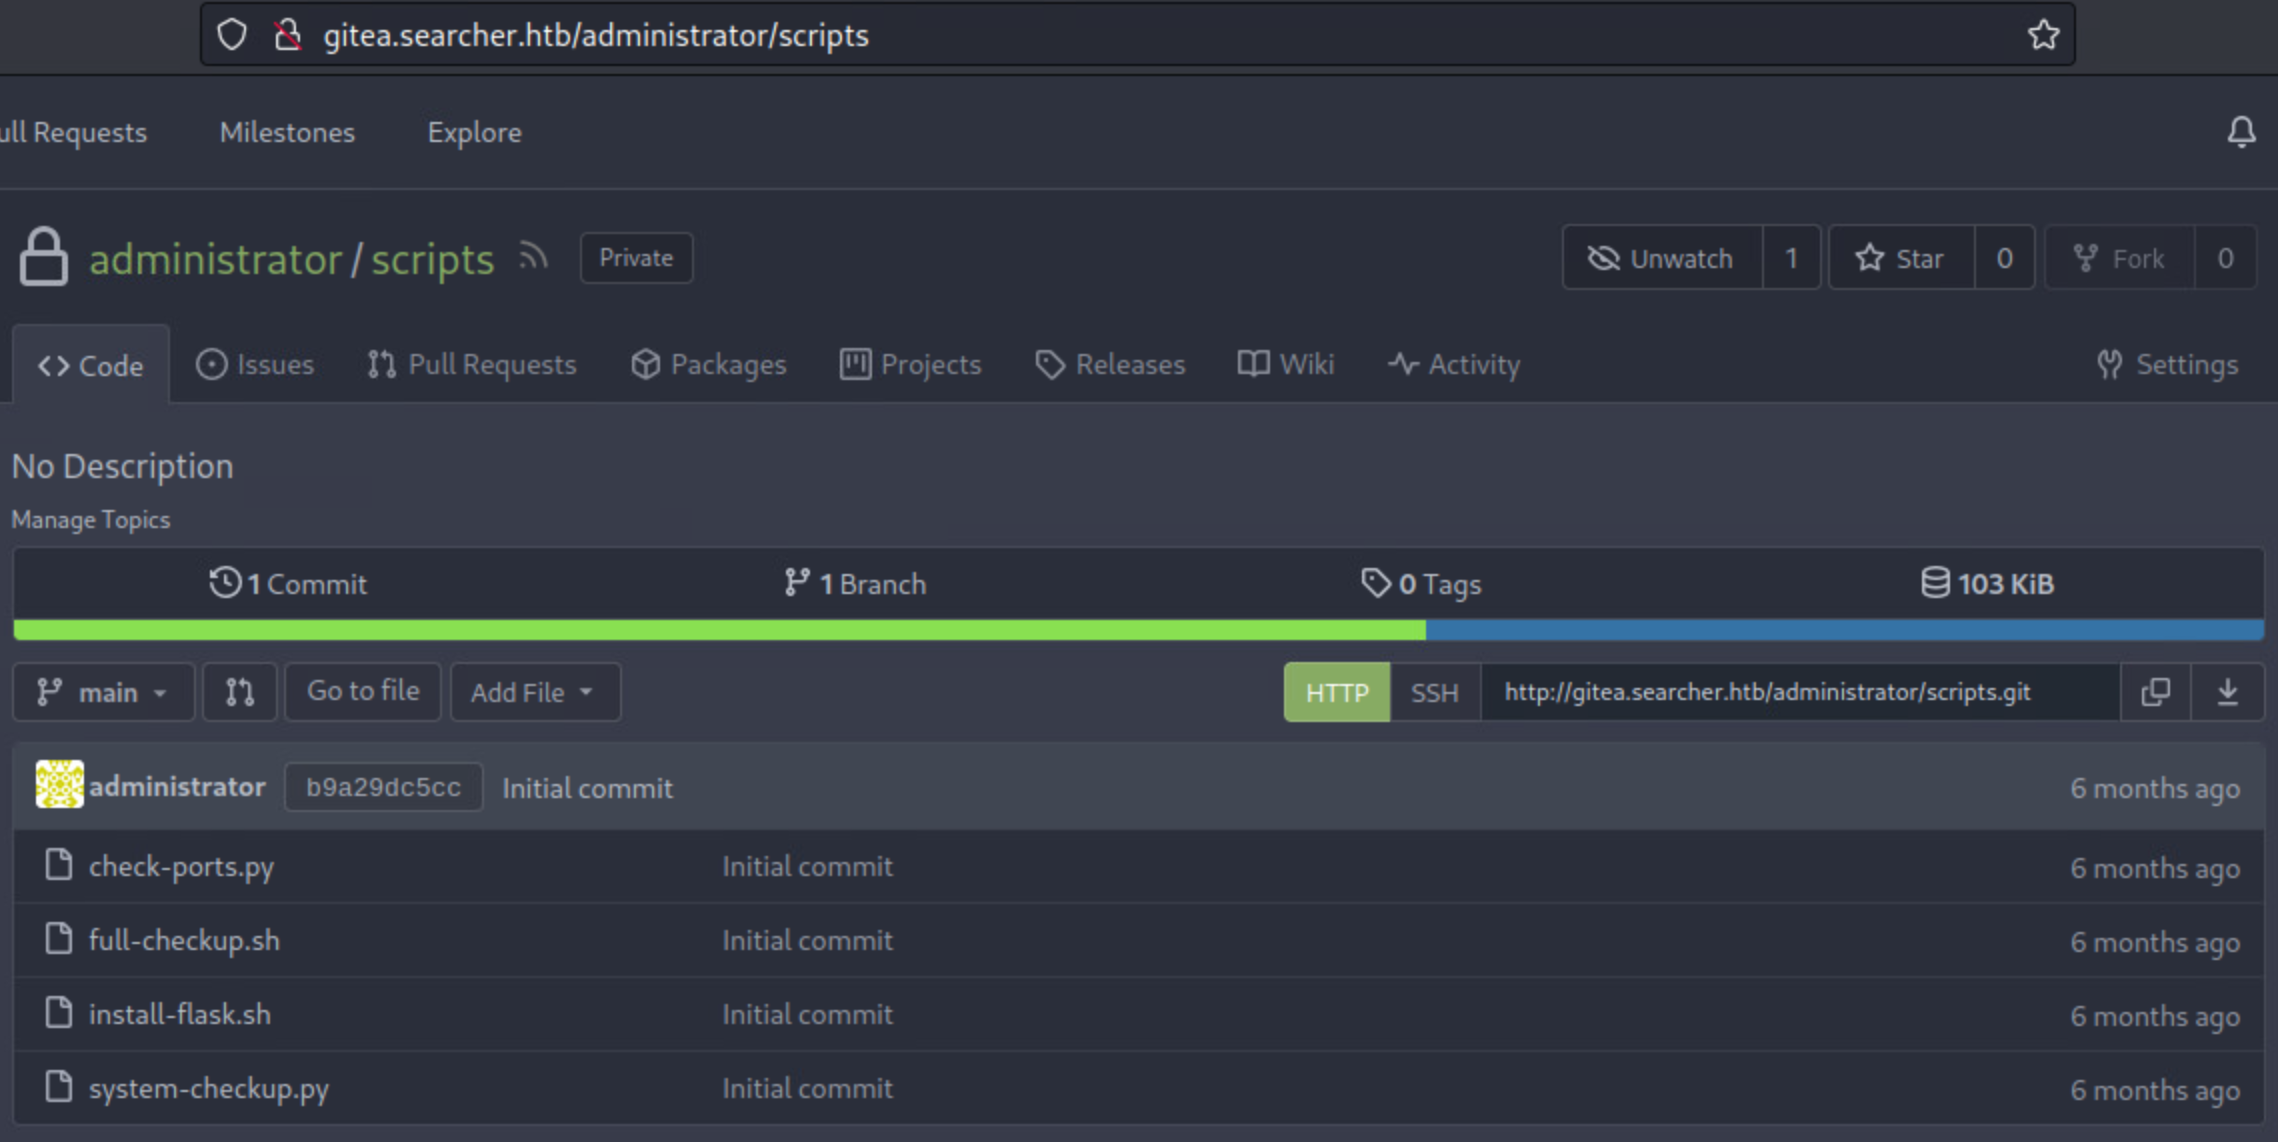 gitea.searcher.htb/administrator/scripts
ull Requests Milestones Explore
administrator / scripts Private Unwatch 1 Star 0 Fork 0
Code Issues Pull Requests Packages Projects Releases Wiki Activity Settings
No Description
Manage Topics
1 Commit 1 Branch 0 Tags 103 KiB
main Go to file Add File HTTP SSH http://gitea.searcher.htb/administrator/scripts.git
administrator b9a29dc5cc Initial commit 6 months ago
check-ports.py Initial commit 6 months ago
full-checkup.sh Initial commit 6 months ago
install-flask.sh Initial commit 6 months ago
system-checkup.py Initial commit 6 months ago